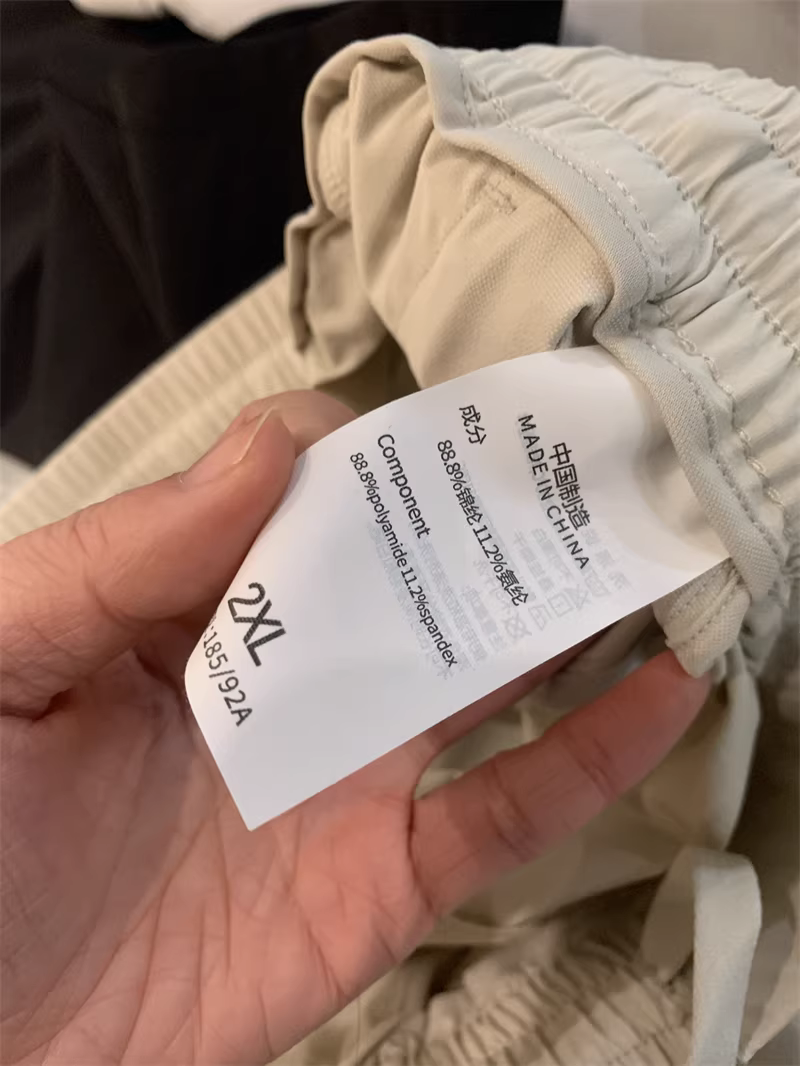 中国制造
MADE IN CHINA
成分
88.8%锦纶 11.2%氨纶
Component
88.8%polyamide 11.2%spandex
2XL
:185/92A